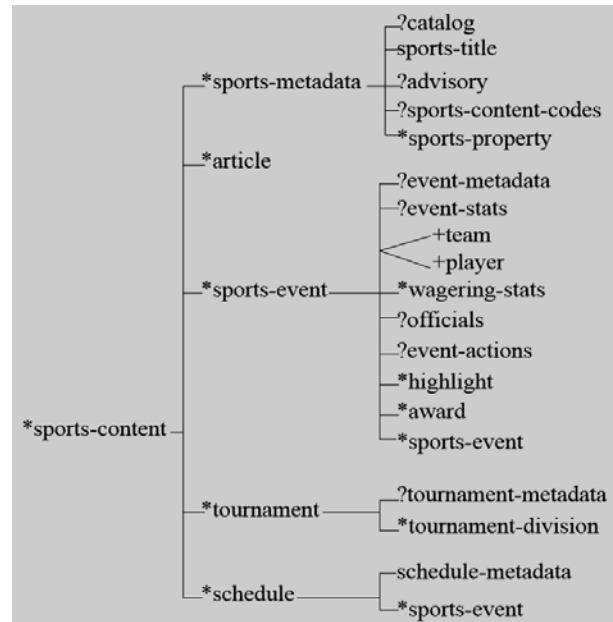 ?catalog
sports-title
*sports-metadata
?advisory
?sports-content-codes
*sports-property
*article
?event-metadata
?event-stats
+team
+player
*sports-event
*wagering-stats
?officials
?event-actions
*highlight
*award
*sports-event
*sports-content
?tournament-metadata
*tournament
*tournament-division
schedule-metadata
*schedule
*sports-event